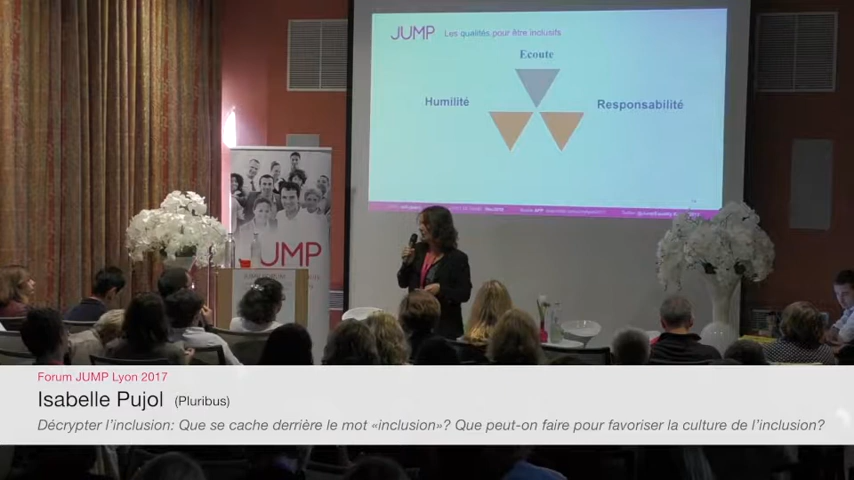 JUMP Les qualités pour être inclusifs
Ecoute
Humilité
Responsabilité
JUMP
Forum JUMP Lyon 2017
Isabelle Pujol (Pluribus)
Décrypter l’inclusion: Que se cache derrière le mot «inclusion»? Que peut-on faire pour favoriser la culture de l’inclusion?